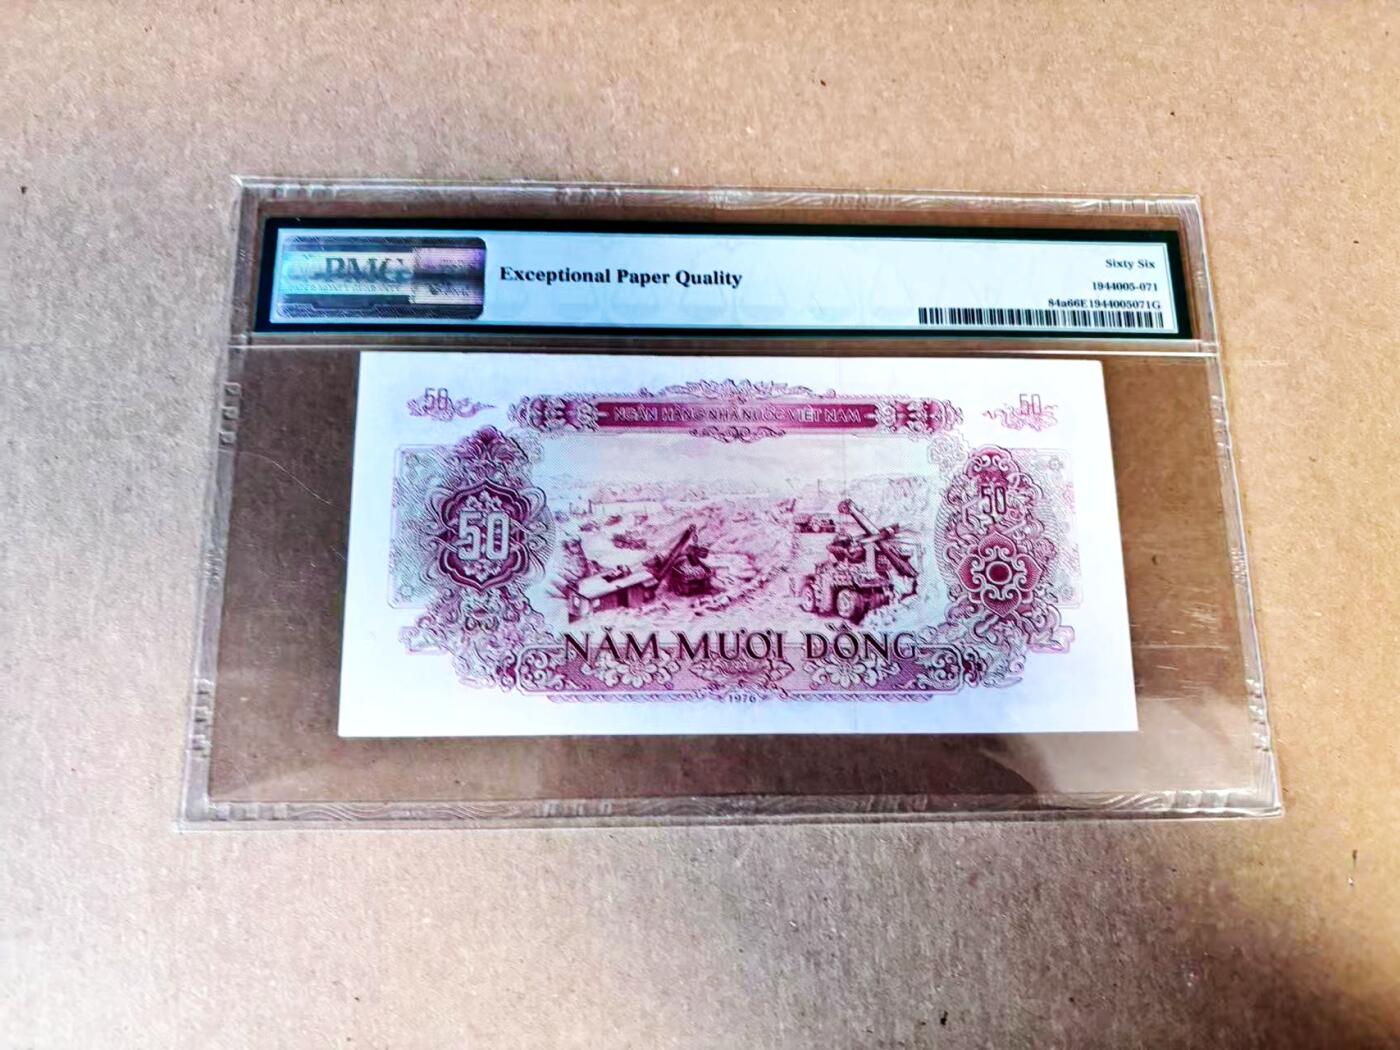 PMG
Exceptional Paper Quality
Sixty Six
1944005-071
84a66E1944005071G
50
NGÂN HÀNG NHÀ NƯỚC VIỆT NAM
50
50
50
NĂM MƯƠI ĐỒNG
1976